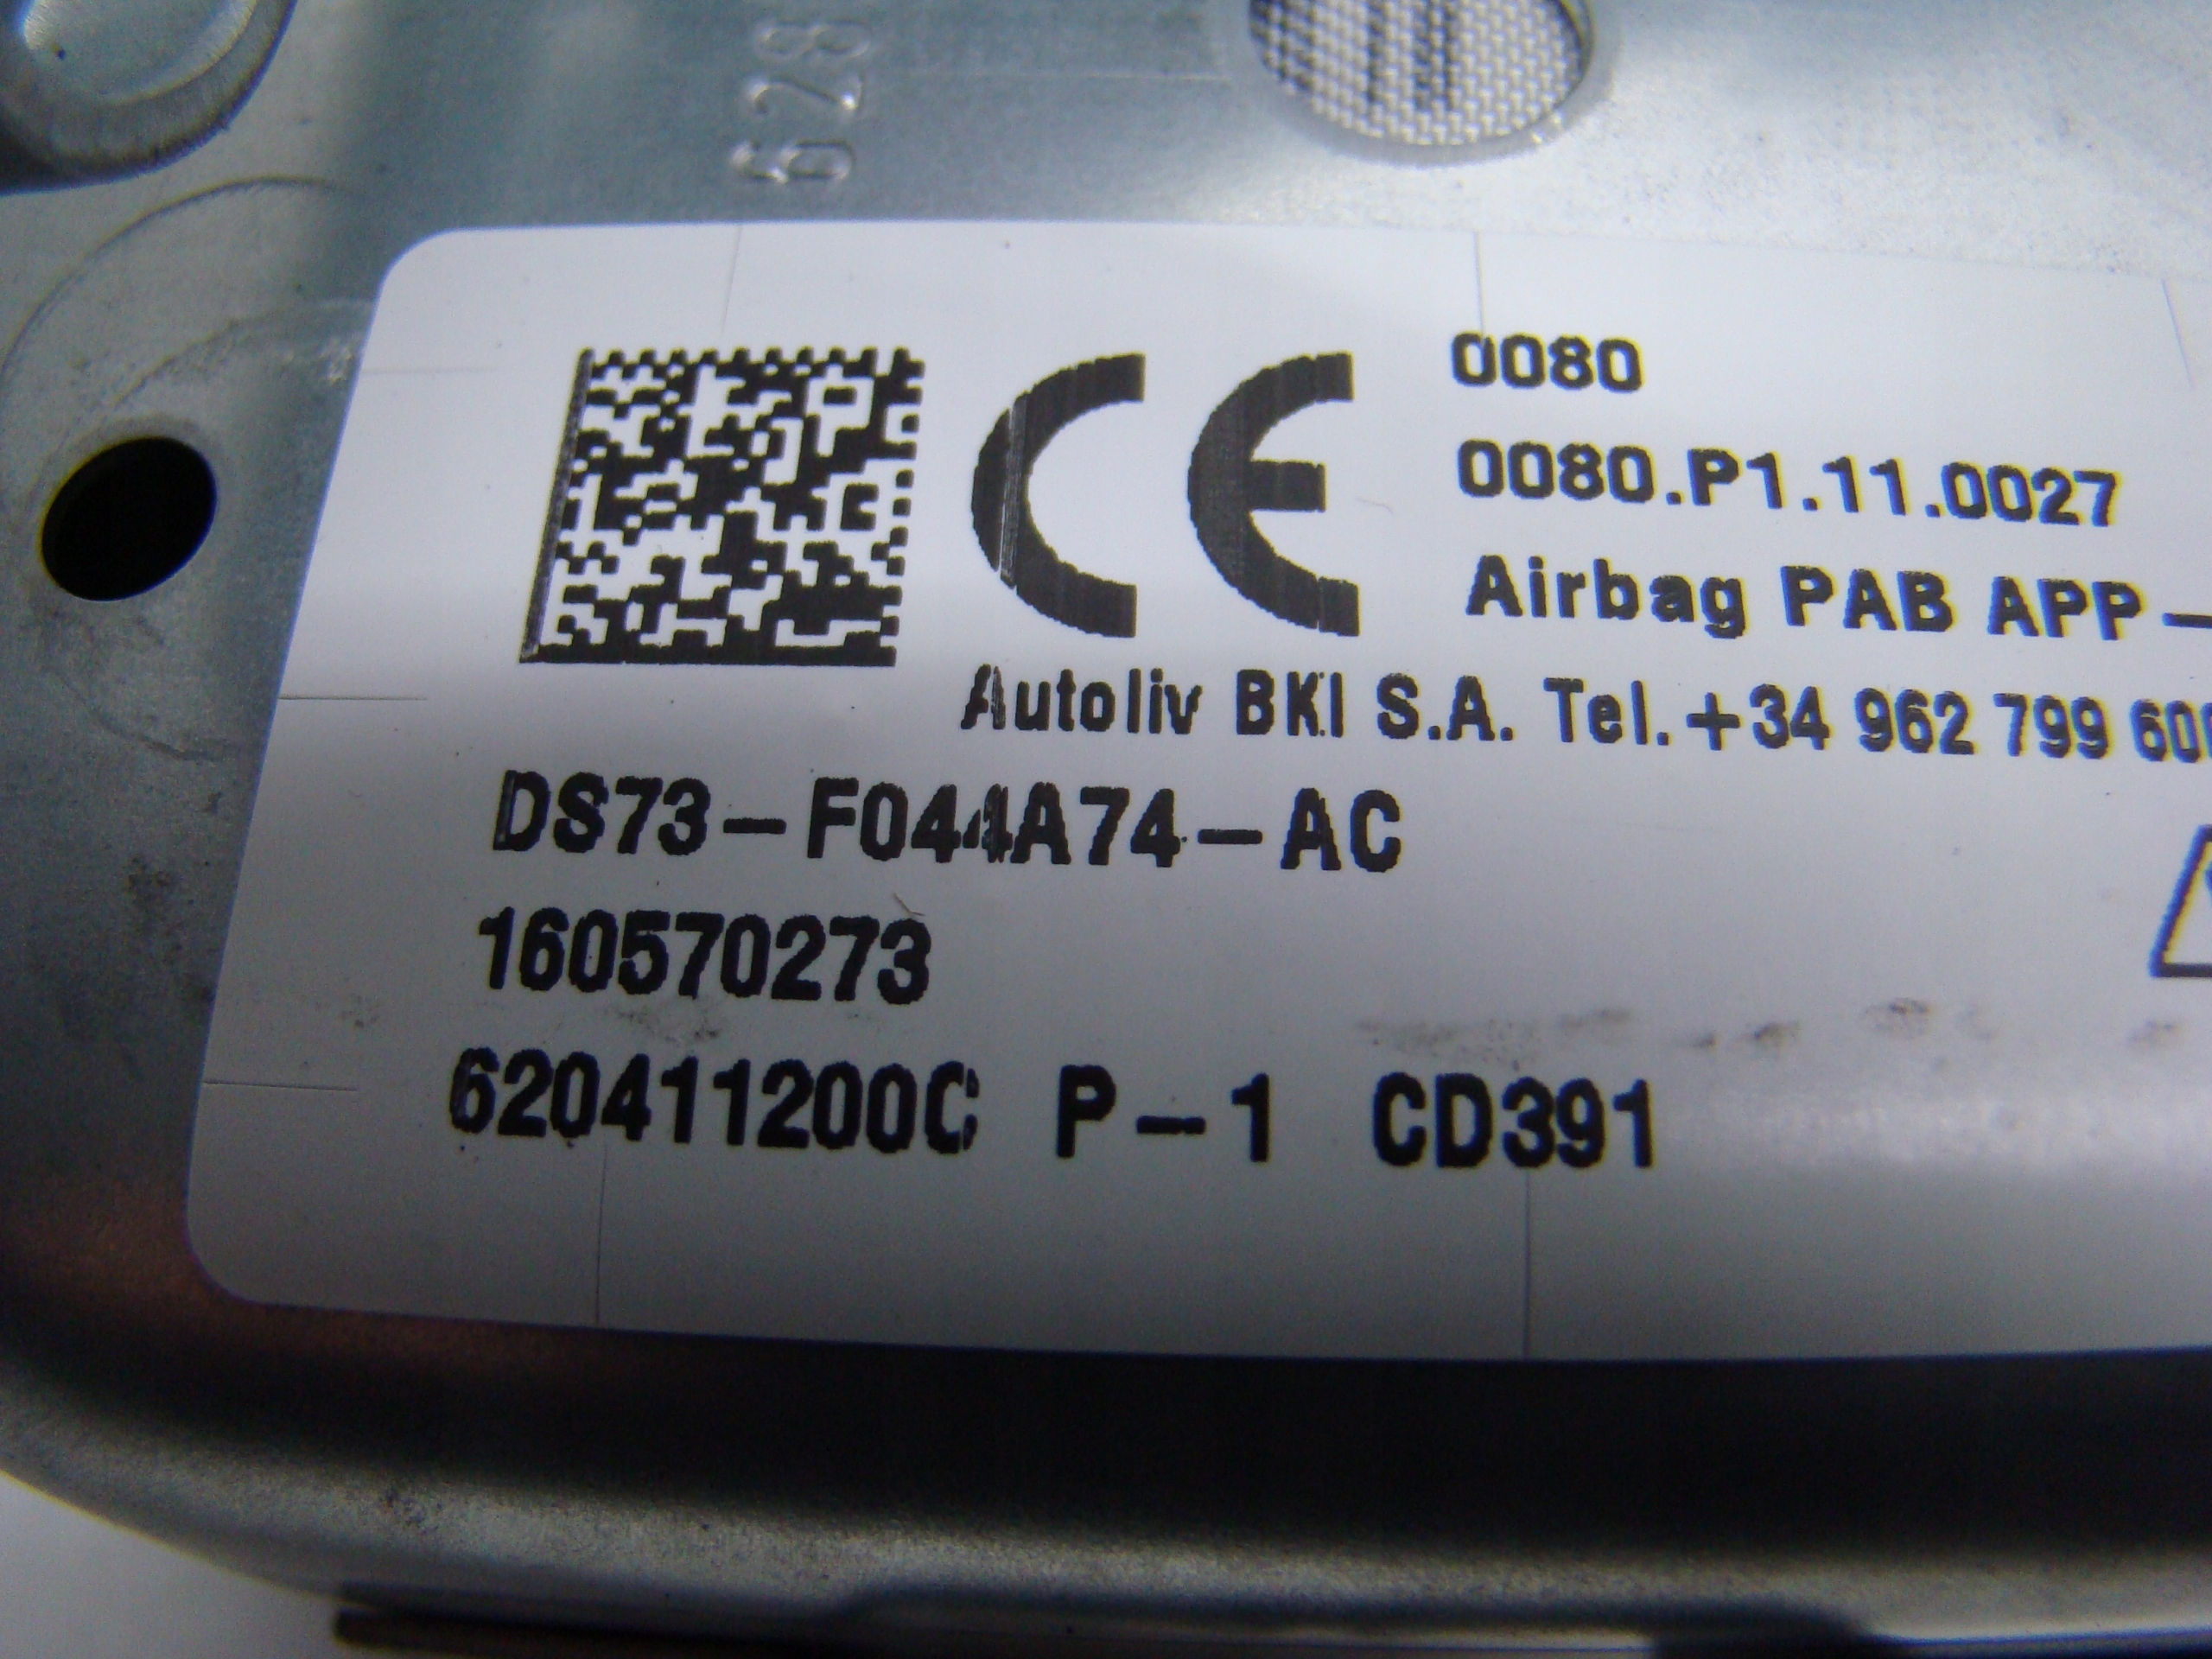 628
CE
0080
0080.P1.11.0027
Airbag PAB APP-
Autoliv BKI S.A. Tel.+34 962 799 60
DS73-F044A74-AC
160570273
620411200C P-1 CD391